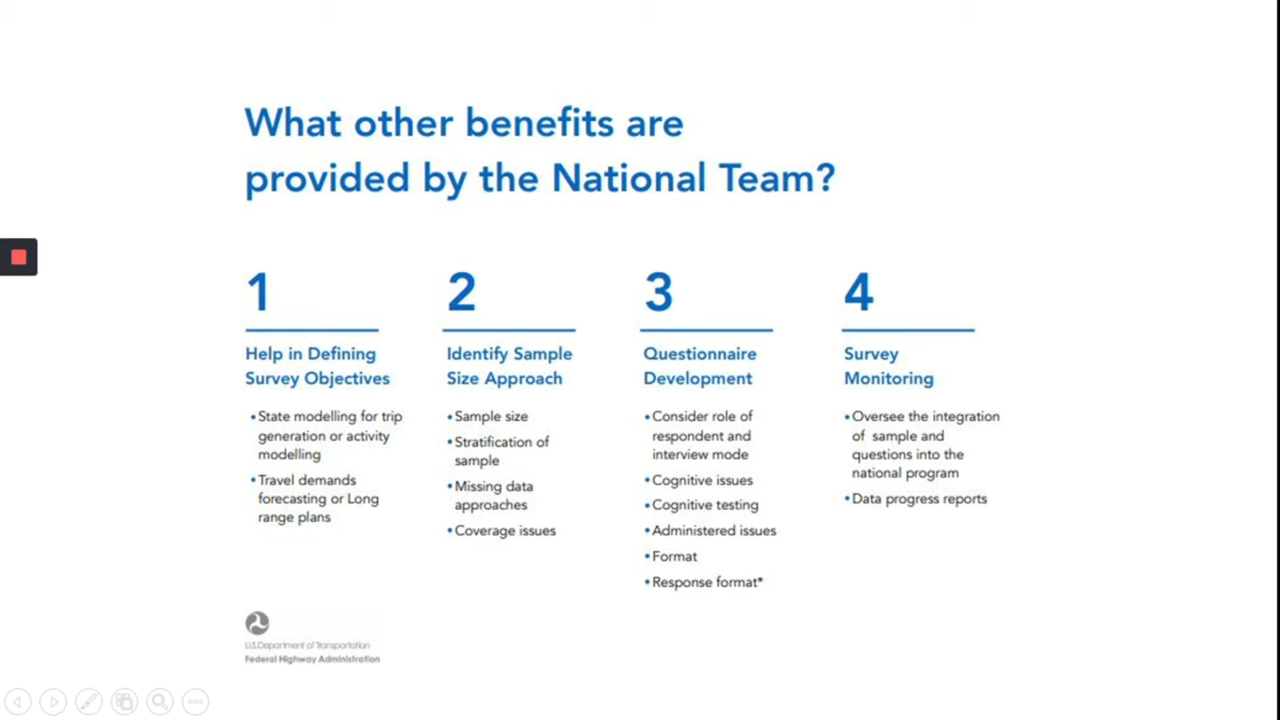 What other benefits are
provided by the National Team?
1
Help in Defining
Survey Objectives
•State modelling for trip
generation or activity
modelling
•Travel demands
forecasting or Long
range plans
2
Identify Sample
Size Approach
•Sample size
•Stratification of
sample
•Missing data
approaches
•Coverage issues
3
Questionnaire
Development
•Consider role of
respondent and
interview mode
•Cognitive issues
•Cognitive testing
•Administered issues
•Format
•Response format*
4
Survey
Monitoring
•Oversee the integration
of sample and
questions into the
national program
•Data progress reports
U.S.Department of Transportation
Federal Highway Administration